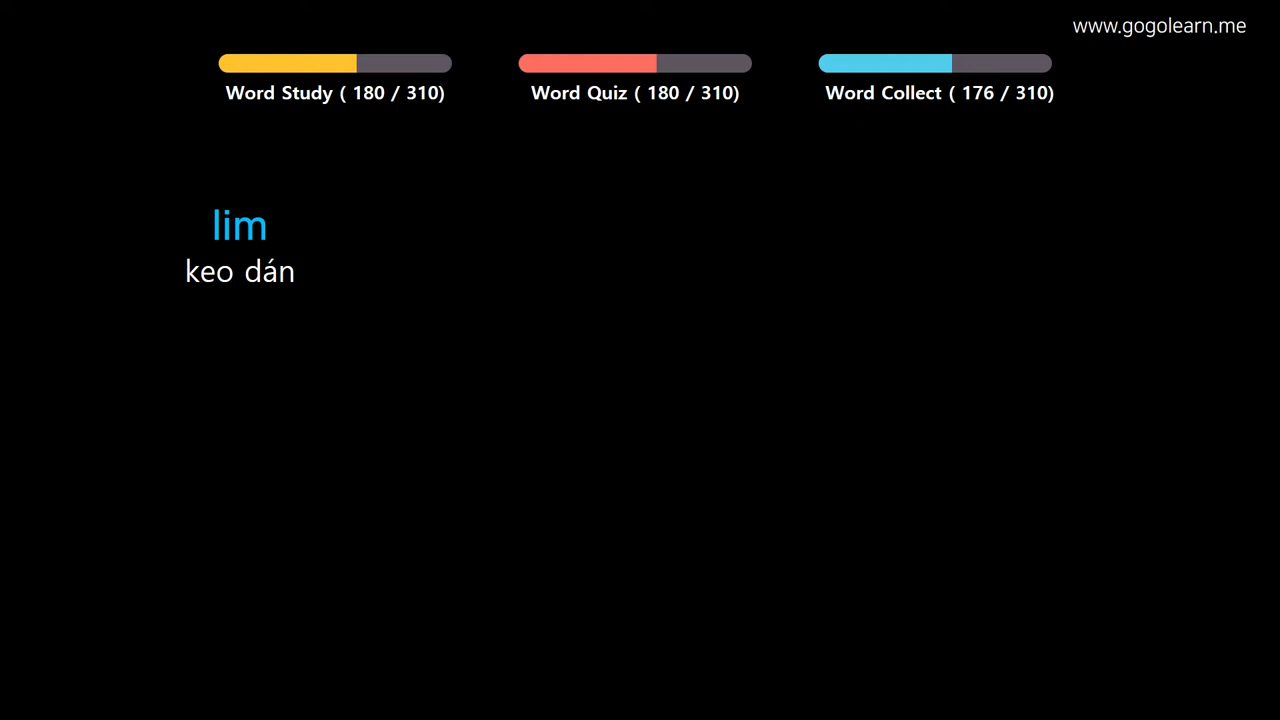 www.gogolearn.me
Word Study ( 180 / 310)
Word Quiz ( 180 / 310)
Word Collect ( 176 / 310)
lim
keo dán